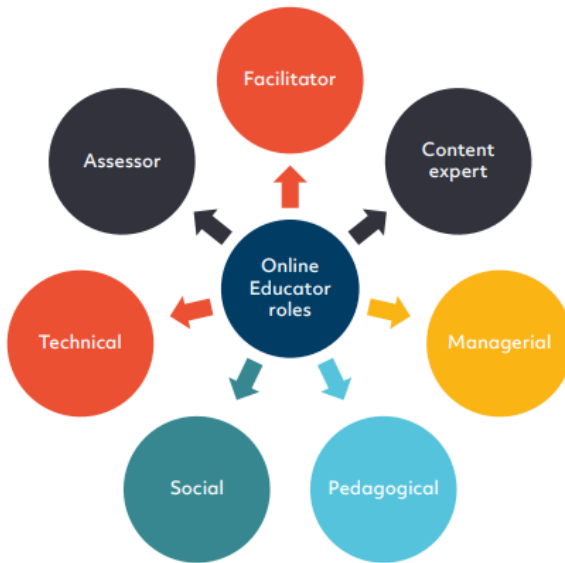 Facilitator
Content
expert
Managerial
Pedagogical
Social
Technical
Assessor
Online
Educator
roles